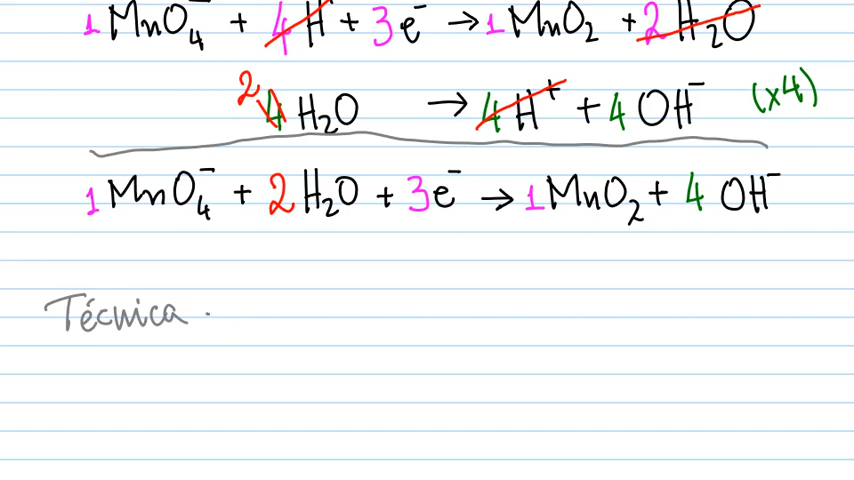 1 MnO₄⁻ + 4 H + 3 e⁻ → 1 MnO₂ + 2 H₂O
2 4 H₂O → 4 H⁺ + 4 OH⁻ (x4)
1 MnO₄⁻ + 2 H₂O + 3 e⁻ → 1 MnO₂ + 4 OH⁻
Técnica